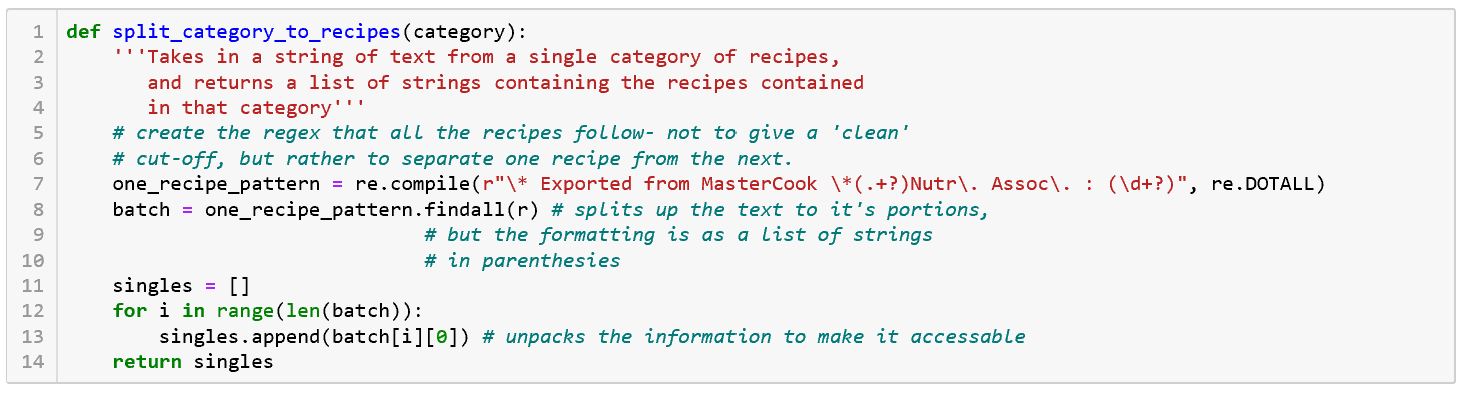 1 def split_category_to_recipes(category):
2     '''Takes in a string of text from a single category of recipes,
3        and returns a list of strings containing the recipes contained
4        in that category'''
5     # create the regex that all the recipes follow- not to give a 'clean'
6     # cut-off, but rather to separate one recipe from the next.
7     one_recipe_pattern = re.compile(r"\* Exported from MasterCook \*(.+?)Nutr\. Assoc\. : (\d+?)", re.DOTALL)
8     batch = one_recipe_pattern.findall(r) # splits up the text to it's portions,
9                                # but the formatting is as a list of strings
10                               # in parenthesies
11    singles = []
12    for i in range(len(batch)):
13        singles.append(batch[i][0]) # unpacks the information to make it accessable
14    return singles